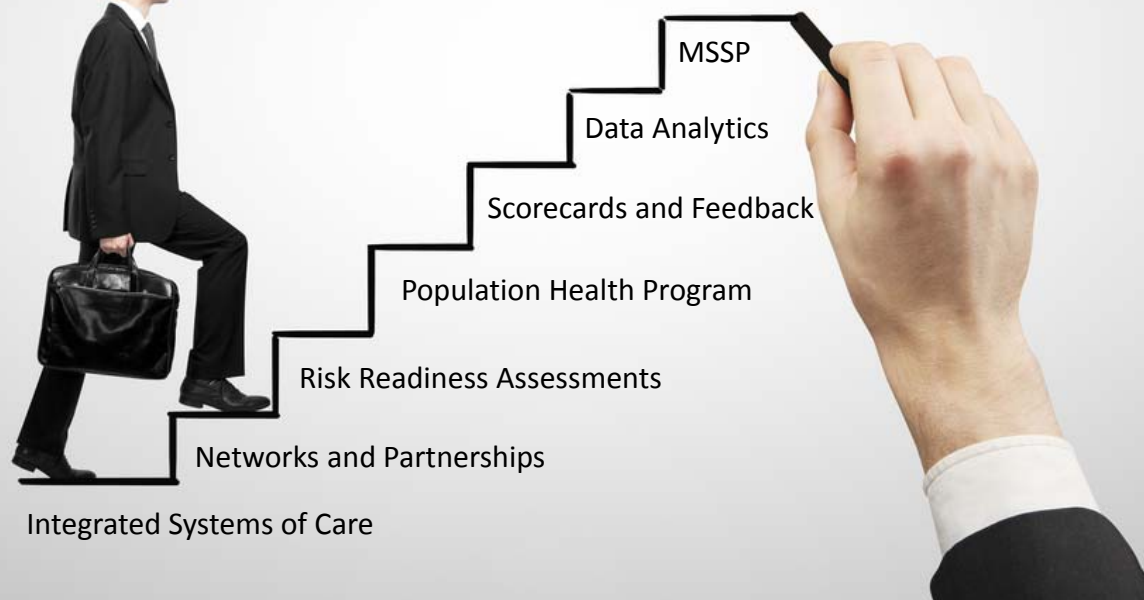 MSSP
Data Analytics
Scorecards and Feedback
Population Health Program
Risk Readiness Assessments
Networks and Partnerships
Integrated Systems of Care